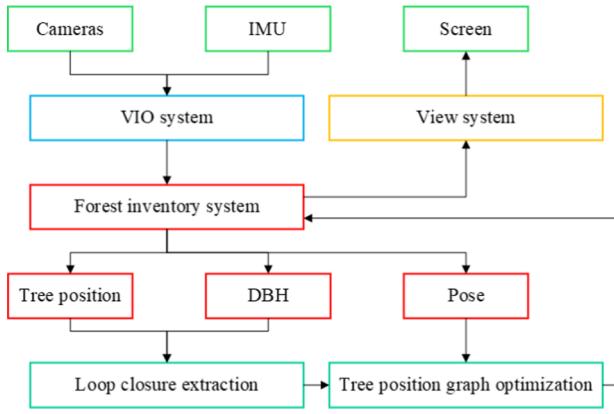 Cameras
IMU
Screen
VIO system
View system
Forest inventory system
Tree position
DBH
Pose
Loop closure extraction
Tree position graph optimization